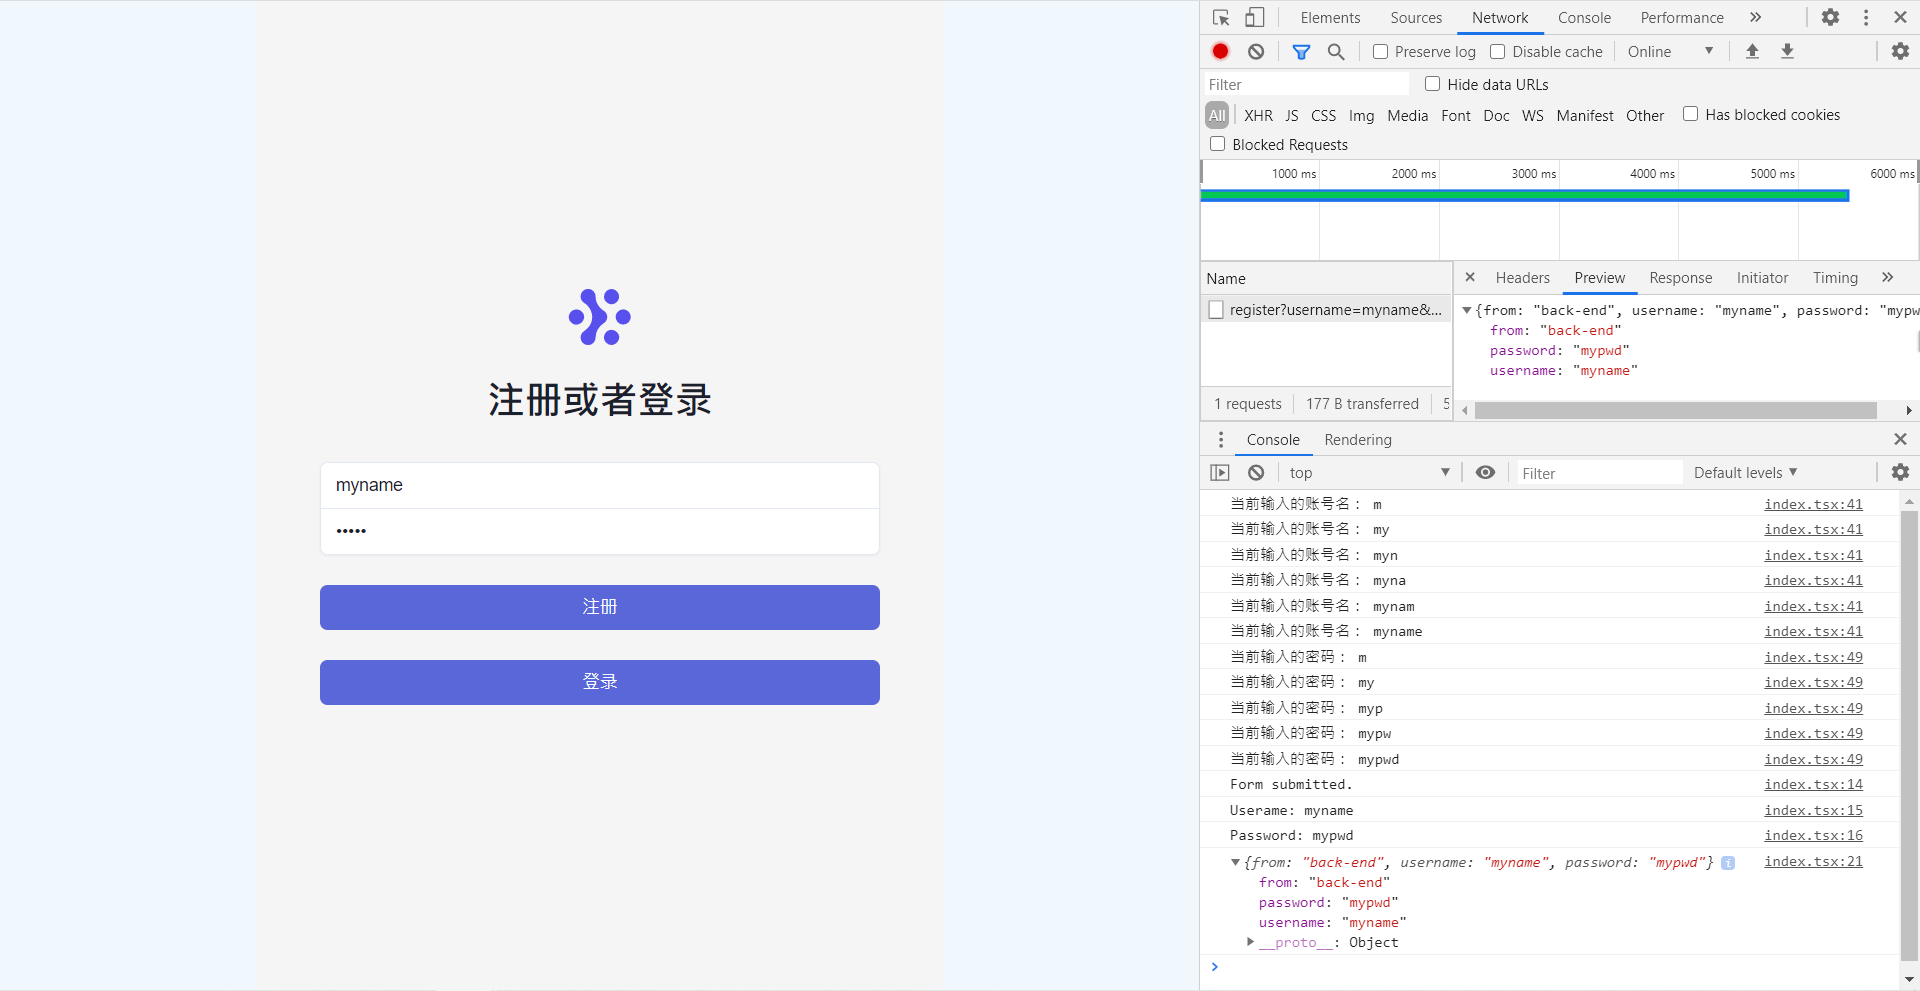 注册或者登录
myname
•••••
注册
登录
Elements Sources Network Console Performance
Preserve log Disable cache Online
Filter Hide data URLs
All XHR JS CSS Img Media Font Doc WS Manifest Other Has blocked cookies
Blocked Requests
1000 ms 2000 ms 3000 ms 4000 ms 5000 ms 6000 ms
Name
register?username=myname&...
1 requests 177 B transferred 5
Headers Preview Response Initiator Timing
{from: "back-end", username: "myname", password: "mypw
from: "back-end"
password: "mypwd"
username: "myname"
Console Rendering
top Filter Default levels
当前输入的账号名： m index.tsx:41
当前输入的账号名： my index.tsx:41
当前输入的账号名： myn index.tsx:41
当前输入的账号名： myna index.tsx:41
当前输入的账号名： mynam index.tsx:41
当前输入的账号名： myname index.tsx:41
当前输入的密码： m index.tsx:49
当前输入的密码： my index.tsx:49
当前输入的密码： myp index.tsx:49
当前输入的密码： mypw index.tsx:49
当前输入的密码： mypwd index.tsx:49
Form submitted. index.tsx:14
Userame: myname index.tsx:15
Password: mypwd index.tsx:16
{from: "back-end", username: "myname", password: "mypwd"} i index.tsx:21
from: "back-end"
password: "mypwd"
username: "myname"
__proto__: Object